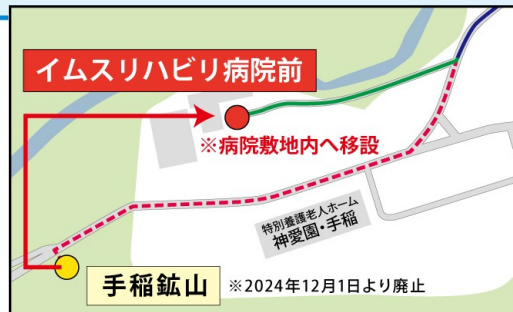 イムスリハビリ病院前
※病院敷地内へ移設
特別養護老人ホーム
神愛園・手稲
手稲鉱山 ※2024年12月1日より廃止